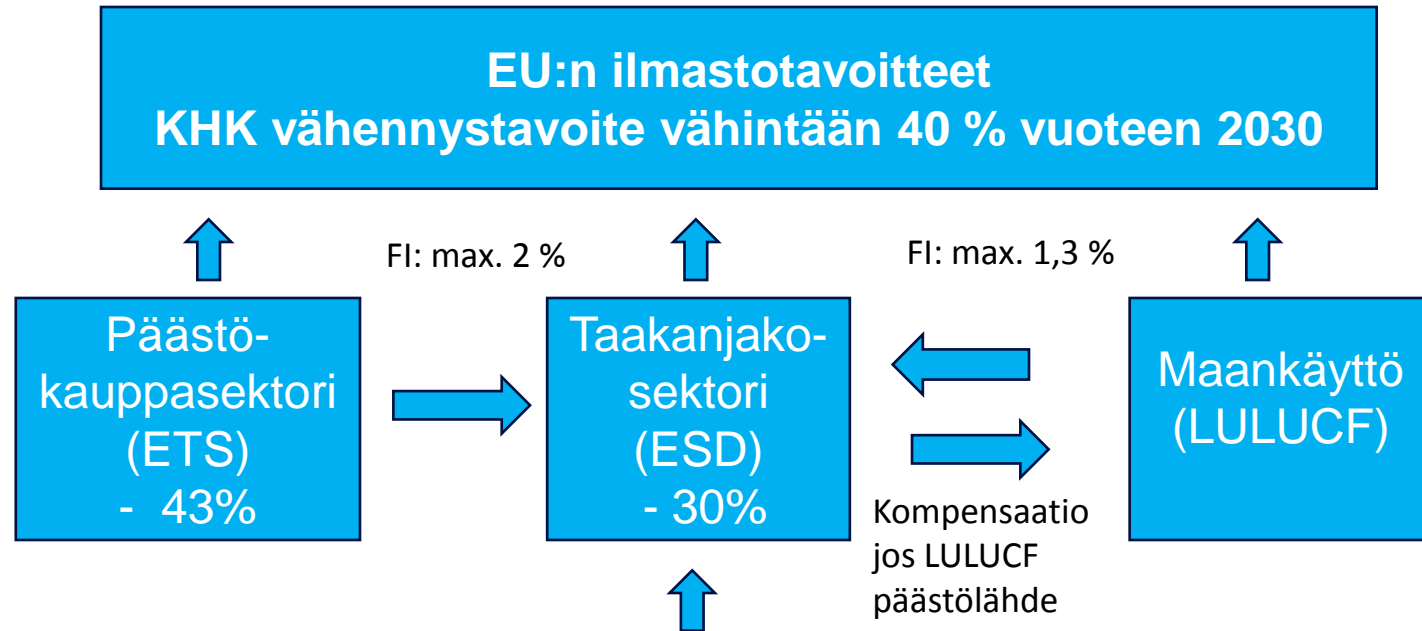 EU:n ilmastotavoitteet
KHK vähennystavoite vähintään 40 % vuoteen 2030
FI: max. 2 %
FI: max. 1,3 %
Päästö-
kauppasektori
(ETS)
- 43%
Taakanjako-
sektori
(ESD)
- 30%
Maankäyttö
(LULUCF)
Kompensaatio
jos LULUCF
päästölähde